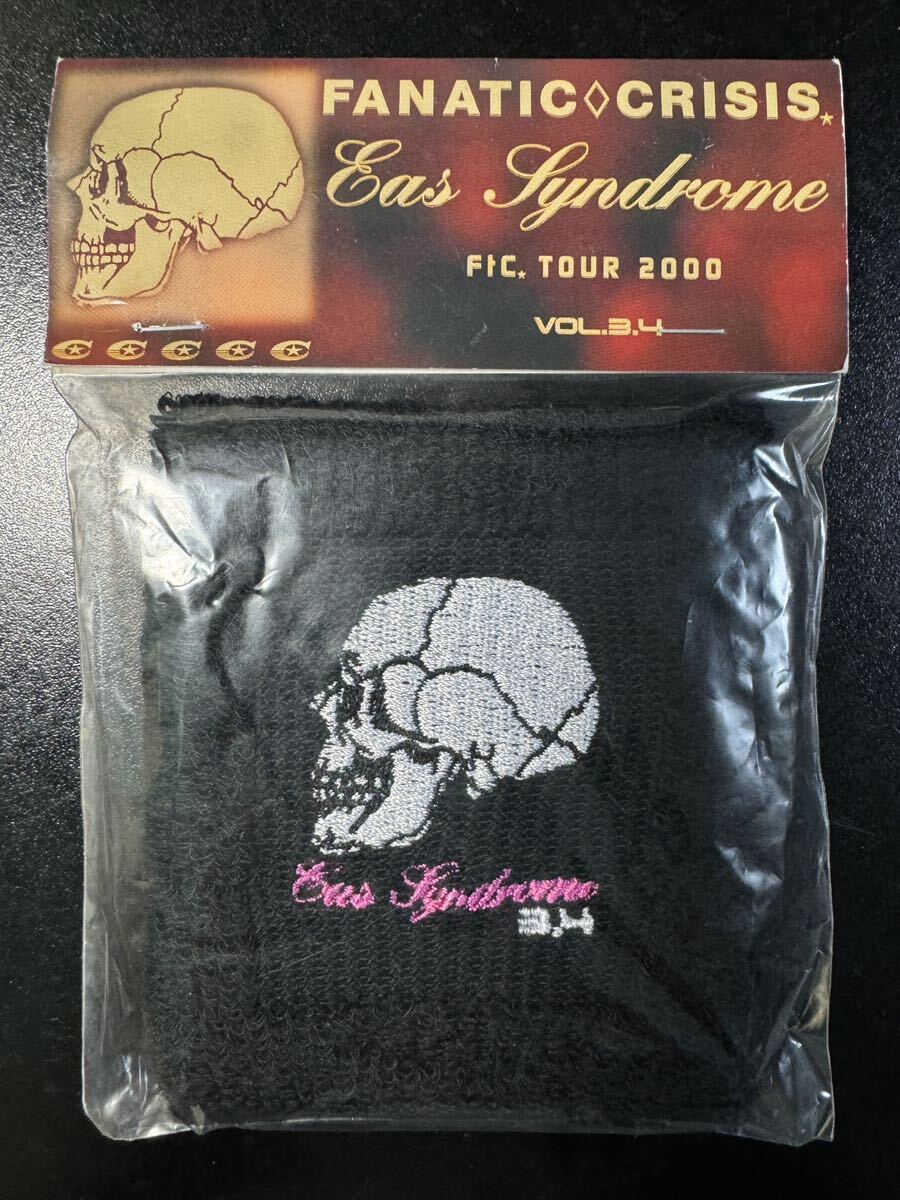 FANATIC◇CRISIS
Eas Syndrome
FtC. TOUR 2000
VOL.3.4
Eas Syndrome
3.4